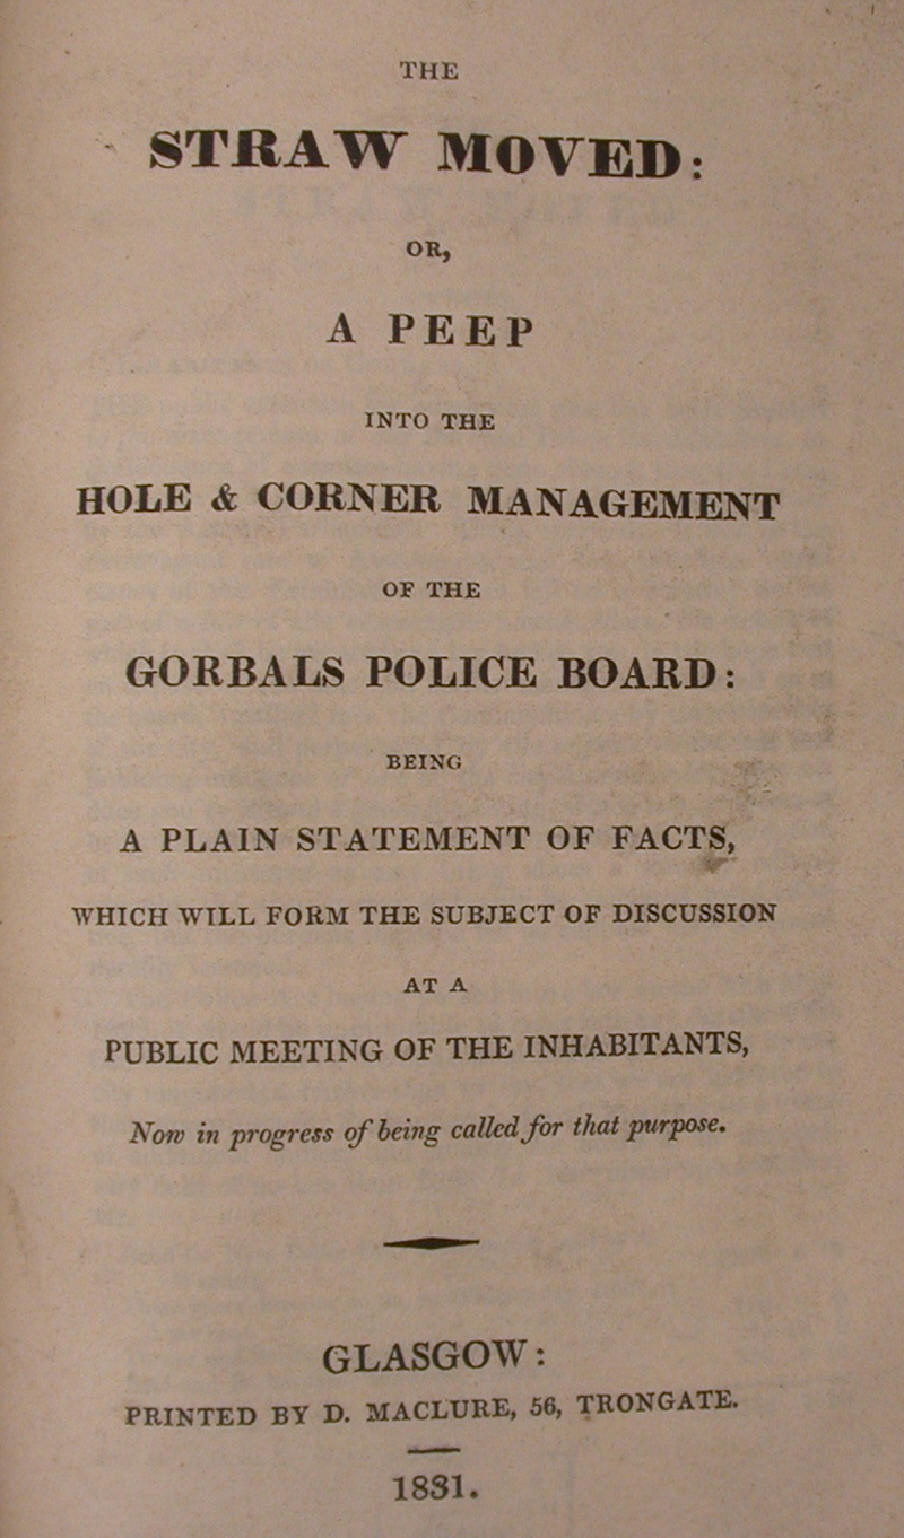 THE
STRAW MOVED:
OR,
A PEEP
INTO THE
HOLE & CORNER MANAGEMENT
OF THE
GORBALS POLICE BOARD:
BEING
A PLAIN STATEMENT OF FACTS,
WHICH WILL FORM THE SUBJECT OF DISCUSSION
AT A
PUBLIC MEETING OF THE INHABITANTS,
Now in progress of being called for that purpose.
GLASGOW:
PRINTED BY D. MACLURE, 56, TRONGATE.
1831.